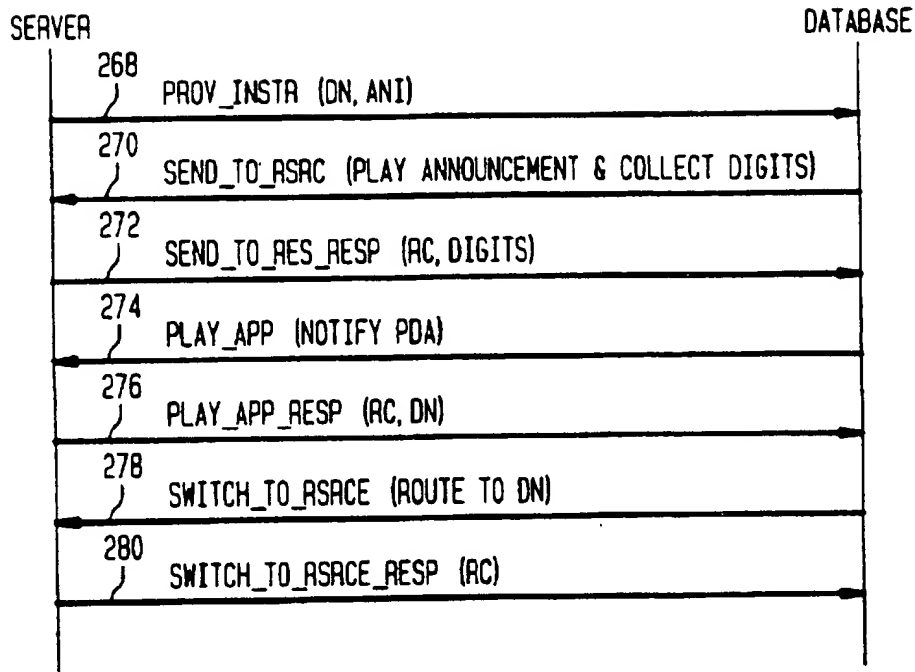 SERVER
DATABASE
268
PROV_INSTR (DN, ANI)
270
SEND_TO_RSRC (PLAY ANNOUNCEMENT & COLLECT DIGITS)
272
SEND_TO_RES_RESP (RC, DIGITS)
274
PLAY_APP (NOTIFY PDA)
276
PLAY_APP_RESP (RC, DN)
278
SWITCH_TO_RSRCE (ROUTE TO DN)
280
SWITCH_TO_RSRCE_RESP (RC)